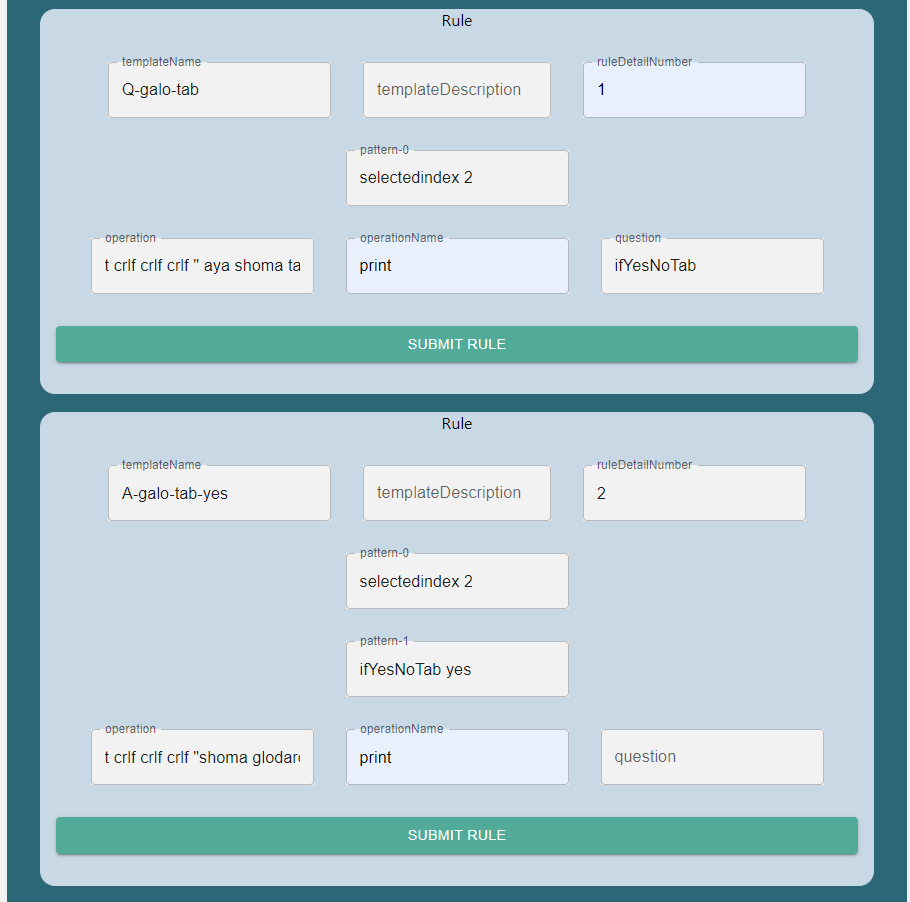 Rule
templateName
Q-galo-tab
templateDescription
ruleDetailNumber
1
pattern-0
selectedindex 2
operation
t crlf crlf crlf " aya shoma ta
operationName
print
question
ifYesNoTab
SUBMIT RULE
Rule
templateName
A-galo-tab-yes
templateDescription
ruleDetailNumber
2
pattern-0
selectedindex 2
pattern-1
ifYesNoTab yes
operation
t crlf crlf crlf "shoma glodar
operationName
print
question
SUBMIT RULE